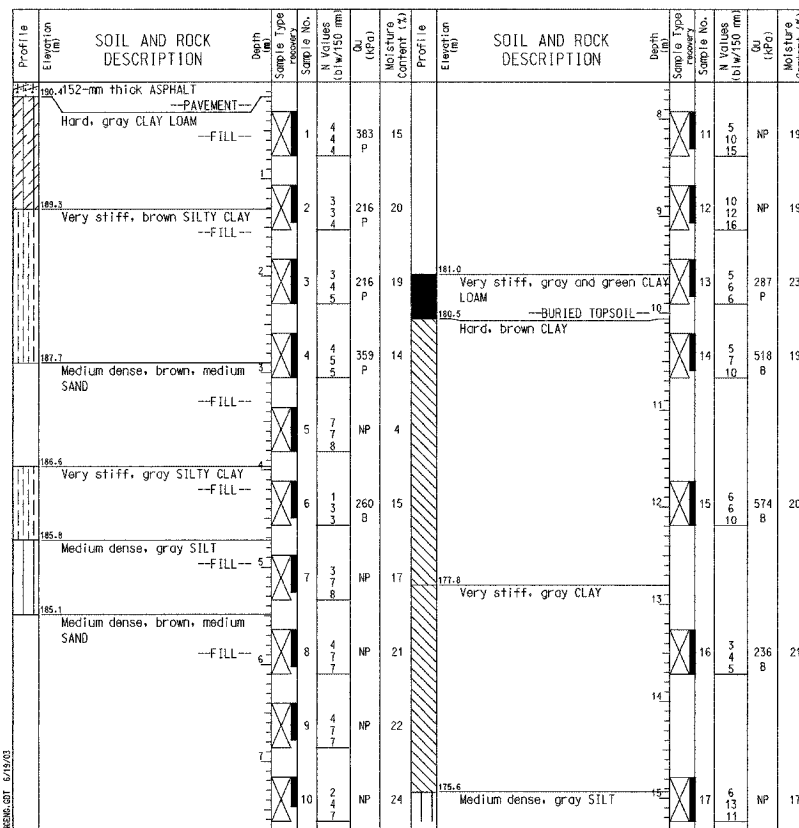 Profile
Elevation (m)
SOIL AND ROCK DESCRIPTION
Depth (m)
Sample Type
recovery
Sample No.
N Values (blw/150 mm)
Qu (kPa)
Moisture Content (%)
Profile
Elevation (m)
SOIL AND ROCK DESCRIPTION
Depth (m)
Sample Type
recovery
Sample No.
N Values (blw/150 mm)
Qu (kPa)
Moisture
190.4 152-mm thick ASPHALT
--PAVEMENT--
Hard, gray CLAY LOAM
--FILL--
1 4 4 4 383 P 15
1
189.3
Very stiff, brown SILTY CLAY
--FILL--
2 3 3 4 216 P 20
2
3 3 4 5 216 P 19
187.7
Medium dense, brown, medium SAND
--FILL--
3
4 4 5 5 359 P 14
5 7 7 8 NP 4
186.6
4
Very stiff, gray SILTY CLAY
--FILL--
6 1 3 3 260 B 15
185.8
Medium dense, gray SILT
--FILL--
5
7 3 7 8 NP 17
185.1
Medium dense, brown, medium SAND
--FILL--
6
8 4 7 7 NP 21
9 4 7 7 NP 22
7
10 2 4 7 NP 24
8
11 5 10 15 NP 19
9
12 10 12 16 NP 19
181.0
Very stiff, gray and green CLAY LOAM
--BURIED TOPSOIL--
13 5 6 6 287 P 23
10
180.5
Hard, brown CLAY
14 5 7 10 518 B 19
11
12
15 6 6 10 574 B 20
177.8
Very stiff, gray CLAY
13
16 3 4 5 236 B 21
14
175.6
15
Medium dense, gray SILT
17 6 13 11 NP 17
6/19/03